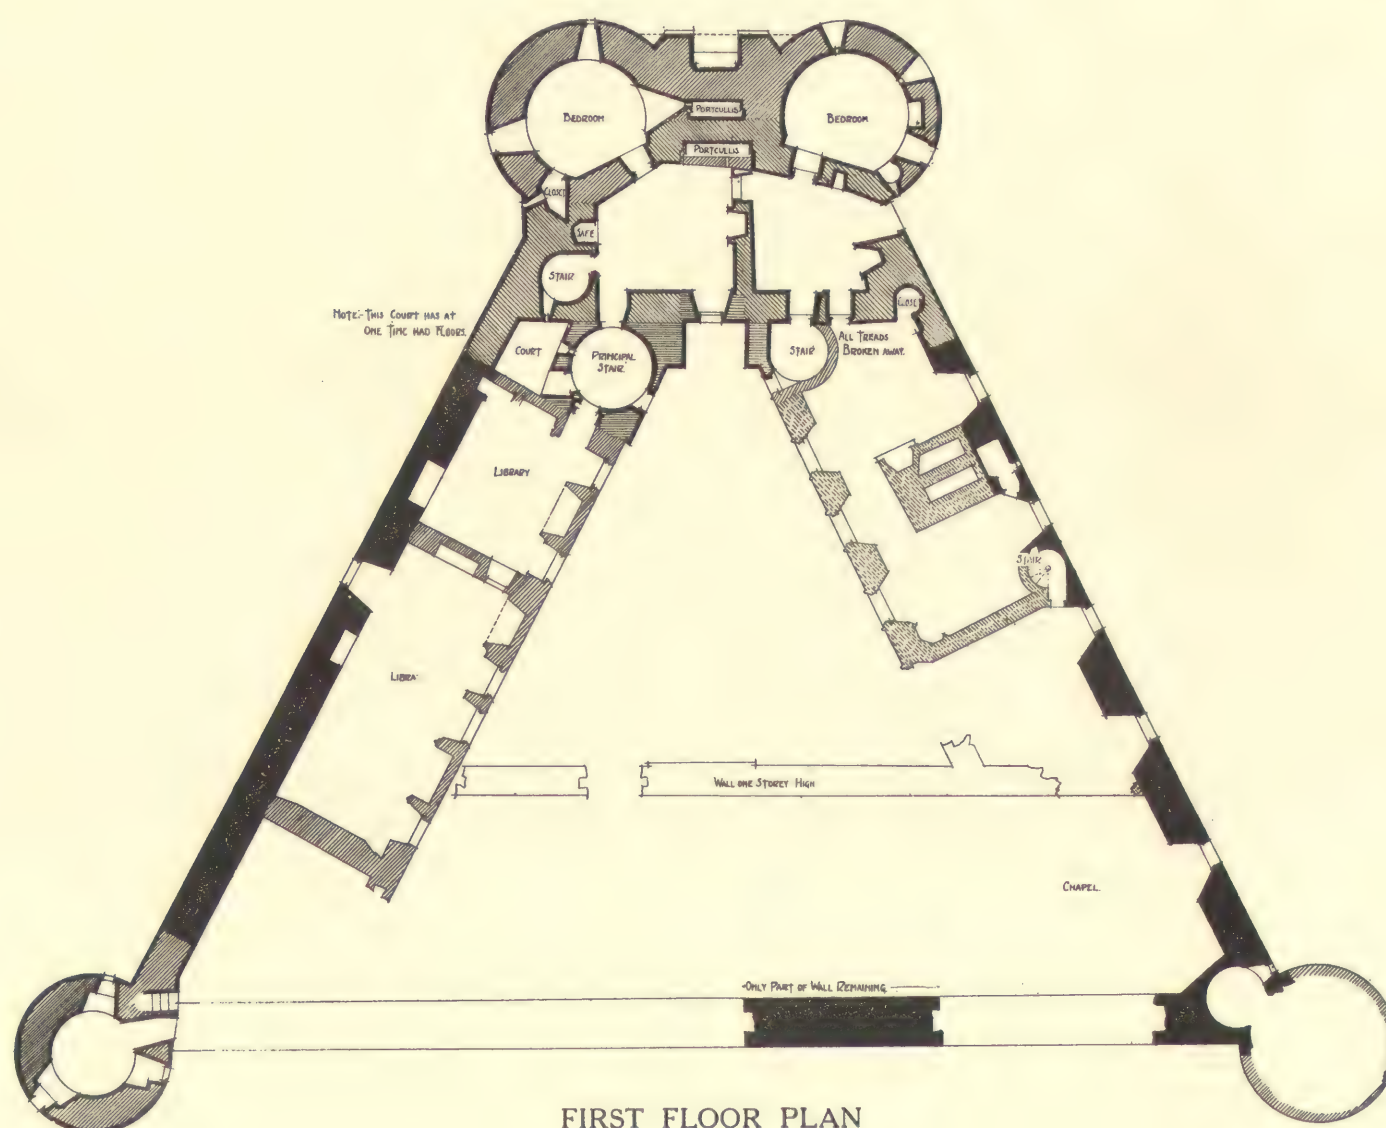 PORTCULLIS
BEDROOM
BEDROOM
PORTCULLIS
CLOSET
SAFE
STAIR
CLOSET
NOTE:- THIS COURT HAS AT
ONE TIME HAD FLOORS.
COURT
PRINCIPAL
STAIR
STAIR
ALL TREADS
BROKEN AWAY.
LIBRARY
STAIR
LIBRA
WALL ONE STOREY HIGH
CHAPEL.
ONLY PART OF WALL REMAINING
FIRST FLOOR PLAN